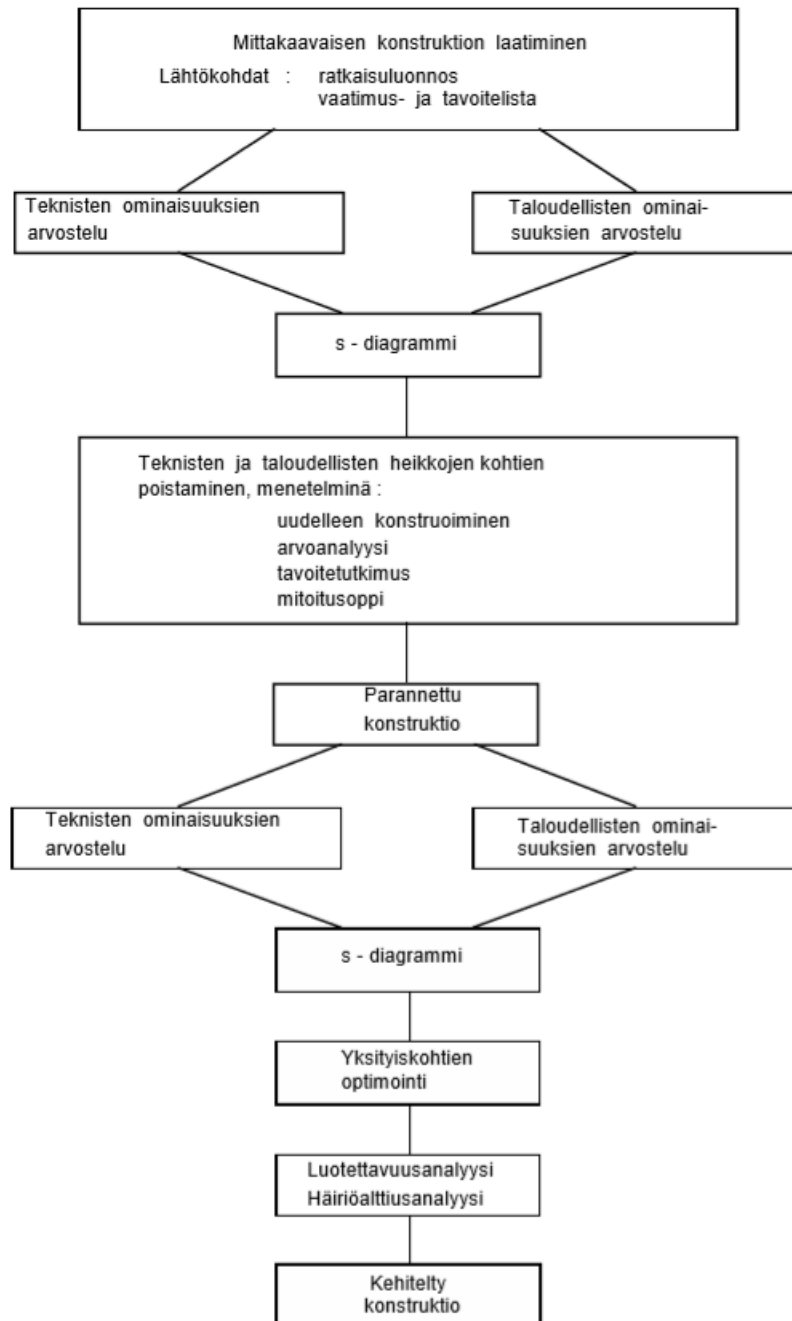 Mittakaavaisen konstruktion laatiminen
Lähtökohdat : ratkaisuluonnos
vaatimus- ja tavoitelista
Teknisten ominaisuuksien
arvostelu
Taloudellisten ominai-
suuksien arvostelu
s - diagrammi
Teknisten ja taloudellisten heikkojen kohtien
poistaminen, menetelminä :
uudelleen konstruoiminen
arvoanalyysi
tavoitetutkimus
mitoitusoppi
Parannettu
konstruktio
Teknisten ominaisuuksien
arvostelu
Taloudellisten ominai-
suuksien arvostelu
s - diagrammi
Yksityiskohtien
optimointi
Luotettavuusanalyysi
Häiriöalttiusanalyysi
Kehitelty
konstruktio